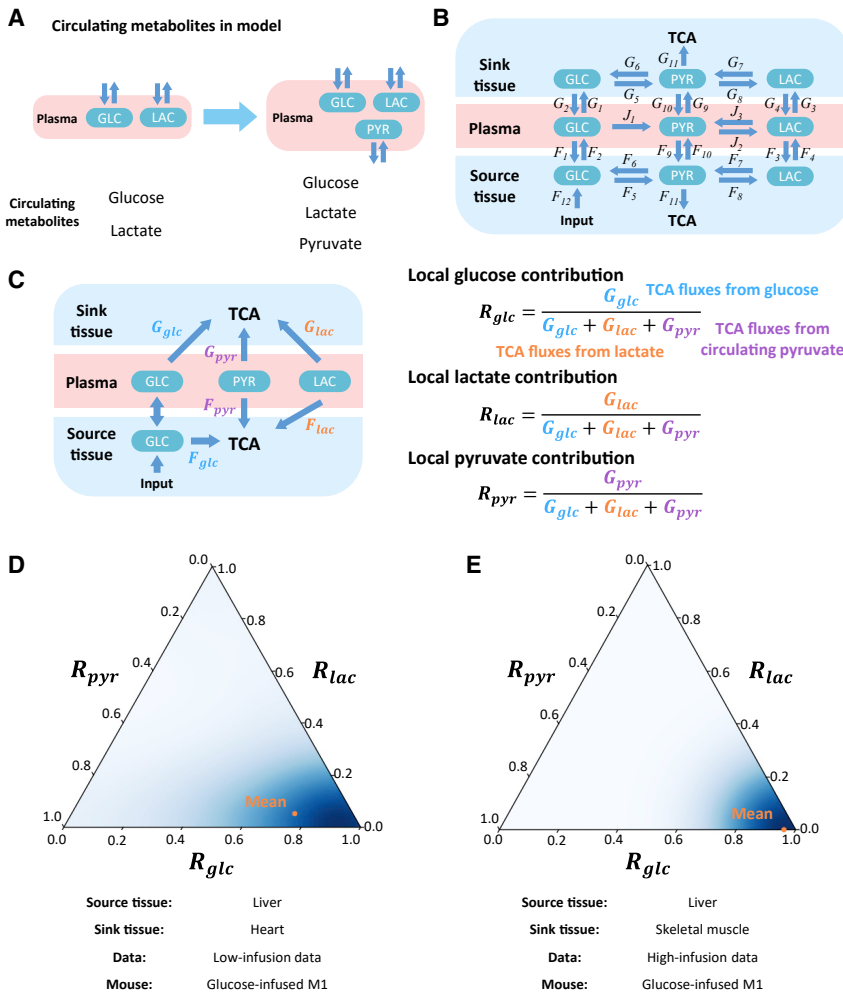 A
Circulating metabolites in model
Plasma
GLC
LAC
Plasma
GLC
LAC
PYR
Circulating
metabolites
Glucose
Lactate
Glucose
Lactate
Pyruvate
B
TCA
Sink
tissue
GLC
PYR
LAC
G6
G5
G11
G7
G8
G2
G1
G10
G9
G4
G3
Plasma
GLC
J1
PYR
J3
J2
LAC
F1
F2
F9
F10
F3
F4
Source
tissue
GLC
F6
F5
PYR
F7
F8
LAC
F12
F11
Input
TCA
C
Sink
tissue
TCA
Gglc
Gpyr
Glac
Plasma
GLC
PYR
LAC
Fpyr
Flac
Source
tissue
GLC
Fglc
TCA
Input
Local glucose contribution
Rglc = Gglc / Gglc + Glac + Gpyr
TCA fluxes from glucose
TCA fluxes from lactate
TCA fluxes from
circulating pyruvate
Local lactate contribution
Rlac = Glac / Gglc + Glac + Gpyr
Local pyruvate contribution
Rpyr = Gpyr / Gglc + Glac + Gpyr
D
0.0
1.0
0.2
0.8
0.4
0.6
Rpyr
Rlac
0.6
0.4
0.8
0.2
Mean
1.0
0.0
0.0
0.2
0.4
0.6
0.8
1.0
Rglc
Source tissue: Liver
Sink tissue: Heart
Data: Low-infusion data
Mouse: Glucose-infused M1
E
0.0
1.0
0.2
0.8
0.4
0.6
Rpyr
Rlac
0.6
0.4
0.8
0.2
Mean
1.0
0.0
0.0
0.2
0.4
0.6
0.8
1.0
Rglc
Source tissue: Liver
Sink tissue: Skeletal muscle
Data: High-infusion data
Mouse: Glucose-infused M1